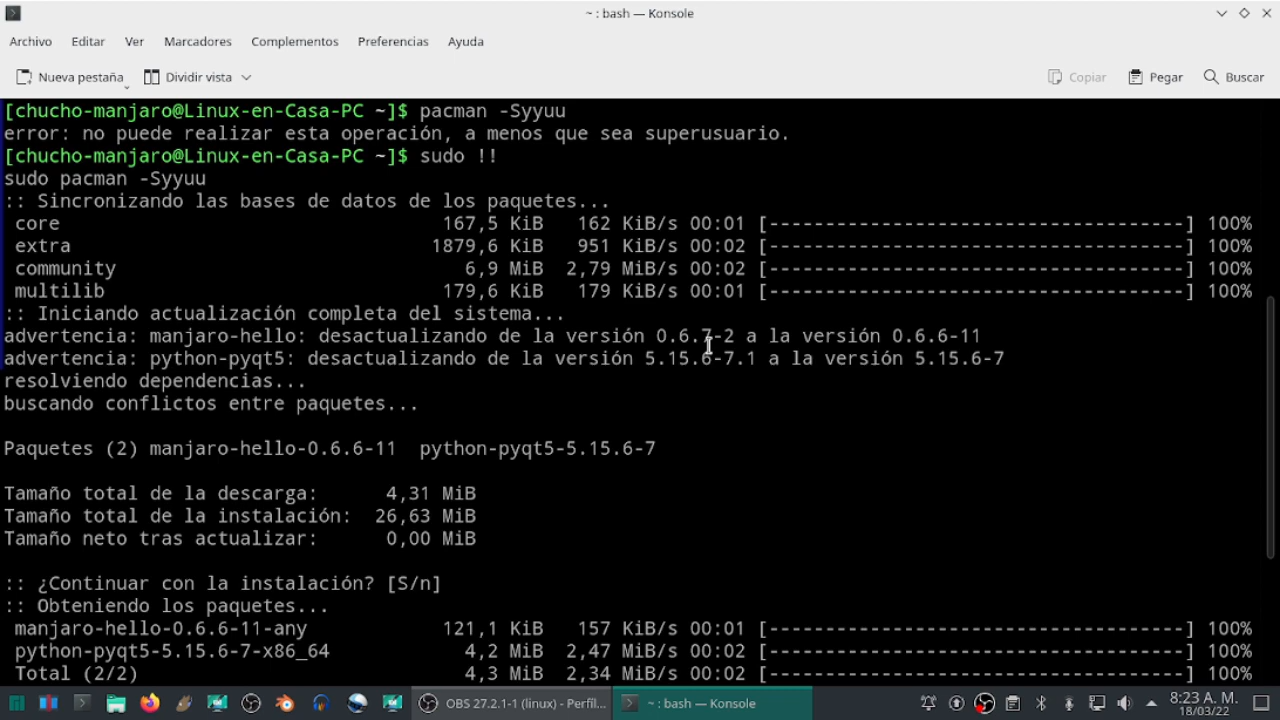 ~ : bash — Konsole
Archivo Editar Ver Marcadores Complementos Preferencias Ayuda
Nueva pestaña Dividir vista Copiar Pegar Buscar
[chucho-manjaro@Linux-en-Casa-PC ~]$ pacman -Syyuu
error: no puede realizar esta operación, a menos que sea superusuario.
[chucho-manjaro@Linux-en-Casa-PC ~]$ sudo !!
sudo pacman -Syyuu
:: Sincronizando las bases de datos de los paquetes...
core 167,5 KiB 162 KiB/s 00:01 [-------------------------------------] 100%
extra 1879,6 KiB 951 KiB/s 00:02 [-------------------------------------] 100%
community 6,9 MiB 2,79 MiB/s 00:02 [-------------------------------------] 100%
multilib 179,6 KiB 179 KiB/s 00:01 [-------------------------------------] 100%
:: Iniciando actualización completa del sistema...
advertencia: manjaro-hello: desactualizando de la versión 0.6.7-2 a la versión 0.6.6-11
advertencia: python-pyqt5: desactualizando de la versión 5.15.6-7.1 a la versión 5.15.6-7
resolviendo dependencias...
buscando conflictos entre paquetes...
Paquetes (2) manjaro-hello-0.6.6-11 python-pyqt5-5.15.6-7
Tamaño total de la descarga: 4,31 MiB
Tamaño total de la instalación: 26,63 MiB
Tamaño neto tras actualizar: 0,00 MiB
:: ¿Continuar con la instalación? [S/n]
:: Obteniendo los paquetes...
manjaro-hello-0.6.6-11-any 121,1 KiB 157 KiB/s 00:01 [-------------------------------------] 100%
python-pyqt5-5.15.6-7-x86_64 4,2 MiB 2,47 MiB/s 00:02 [-------------------------------------] 100%
Total (2/2) 4,3 MiB 2,34 MiB/s 00:02 [-------------------------------------] 100%
OBS 27.2.1-1 (linux) - Perfil... ~ : bash — Konsole 8:23 A. M.
18/03/22